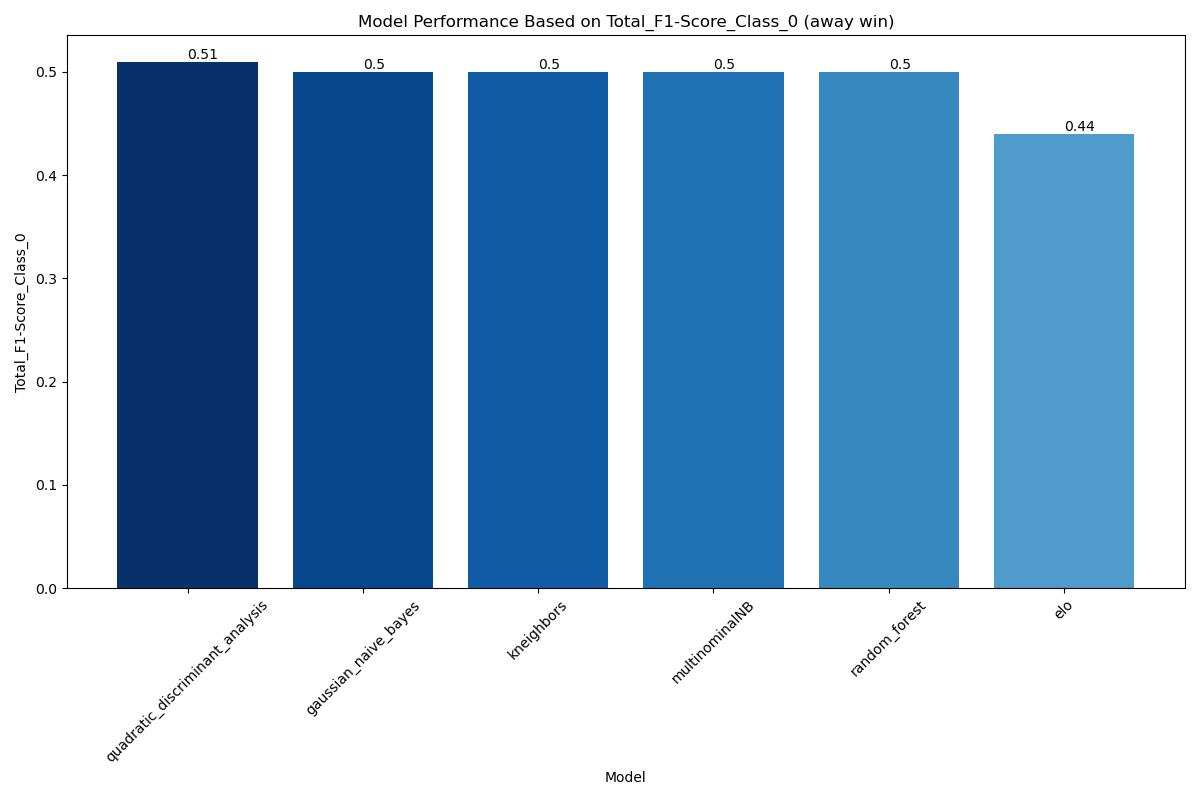 Model Performance Based on Total_F1-Score_Class_0 (away win)
0.51
0.5
0.5
0.5
0.5
0.44
Total_F1-Score_Class_0
0.5
0.4
0.3
0.2
0.1
0.0
quadratic_discriminant_analysis
gaussian_naive_bayes
kneighbors
multinominalNB
random_forest
elo
Model